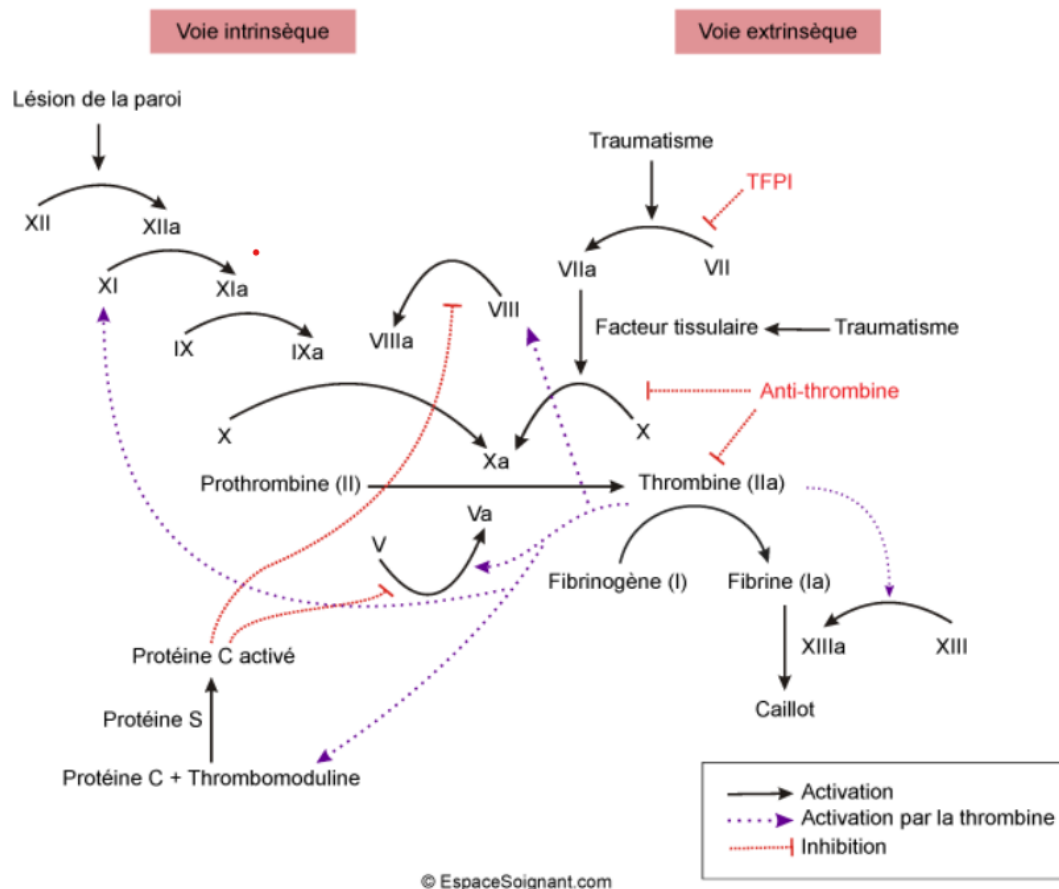 Voie intrinsèque
Voie extrinsèque
Lésion de la paroi
Traumatisme
TFPI
XII
XIIa
VIIa
VII
XI
XIa
VIII
IX
IXa
VIIIa
Facteur tissulaire
Traumatisme
Anti-thrombine
X
X
Xa
Prothrombine (II)
Thrombine (IIa)
Va
V
Fibrinogène (I)
Fibrine (Ia)
Protéine C activé
XIIIa
XIII
Protéine S
Caillot
Protéine C + Thrombomoduline
Activation
Activation par la thrombine
Inhibition
© EspaceSoignant.com